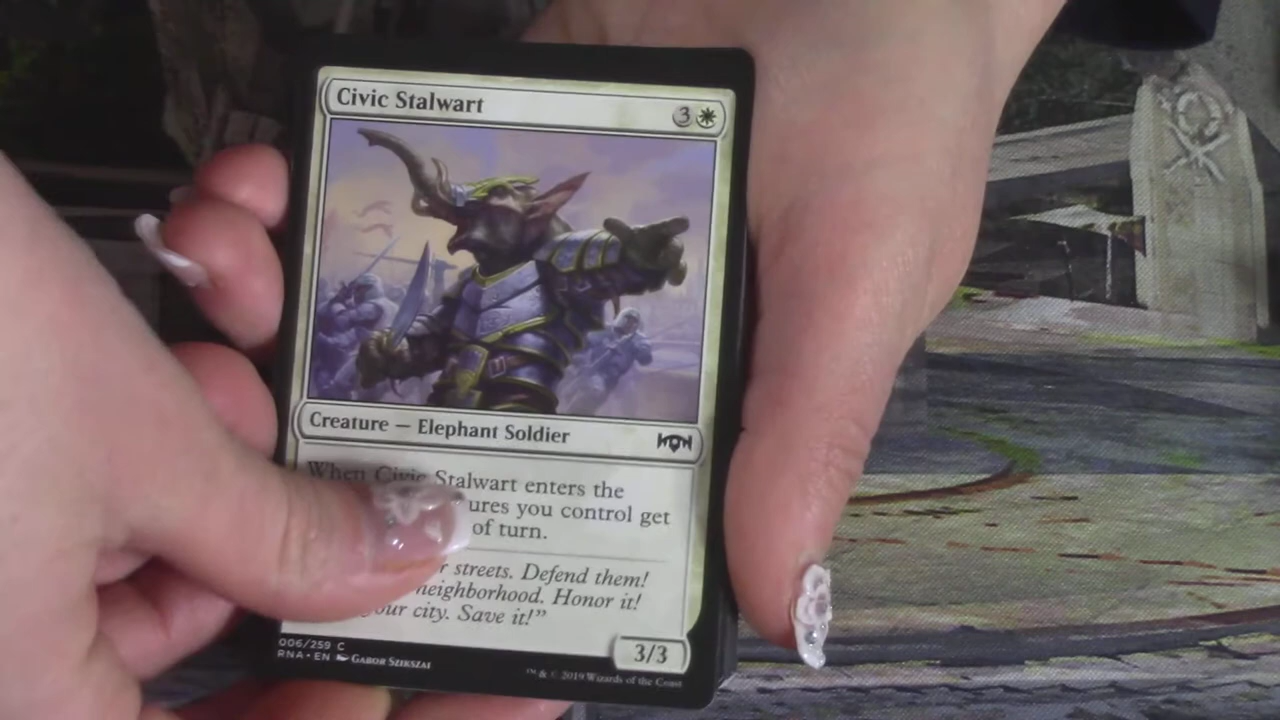 Civic Stalwart 3
Creature — Elephant Soldier
When Civic Stalwart enters the
ures you control get
of turn.
r streets. Defend them!
neighborhood. Honor it!
our city. Save it!”
3/3
006/259 C
RNA • EN Gabor Szikszai
™ & © 2019 Wizards of the Coast